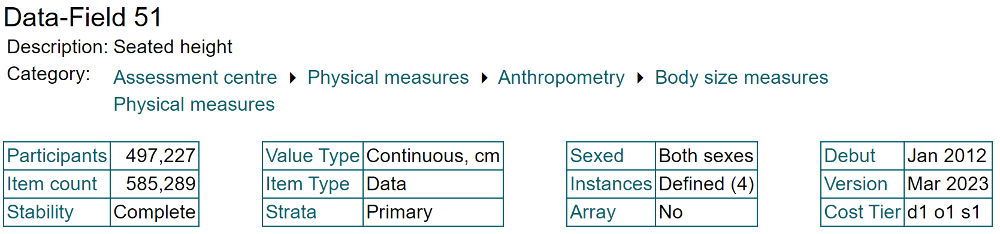 Data-Field 51
Description: Seated height
Category: Assessment centre Physical measures Anthropometry Body size measures
Physical measures
Participants 497,227 Value Type Continuous, cm Sexed Both sexes Debut Jan 2012
Item count 585,289 Item Type Data Instances Defined (4) Version Mar 2023
Stability Complete Strata Primary Array No Cost Tier d1 o1 s1